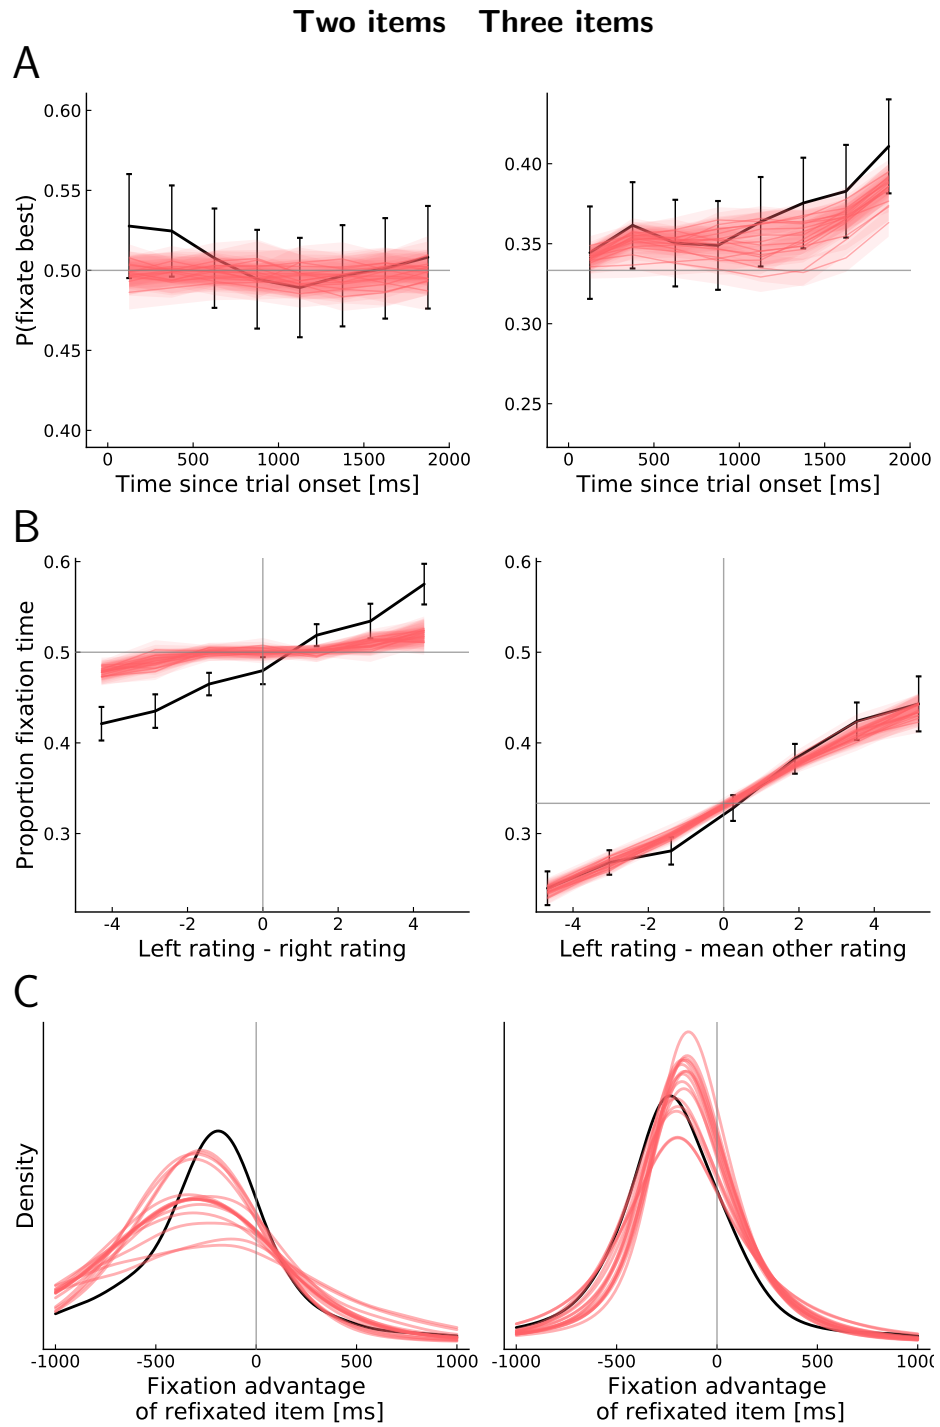 Two items Three items
A
P(fixate best)
0.60
0.55
0.50
0.45
0.40
0 500 1000 1500 2000
Time since trial onset [ms]
0.40
0.35
0.30
0.25
0 500 1000 1500 2000
Time since trial onset [ms]
B
Proportion fixation time
0.6
0.5
0.4
0.3
-4 -2 0 2 4
Left rating - right rating
0.6
0.5
0.4
0.3
-4 -2 0 2 4
Left rating - mean other rating
C
Density
-1000 -500 0 500 1000
Fixation advantage
of refixated item [ms]
-1000 -500 0 500 1000
Fixation advantage
of refixated item [ms]